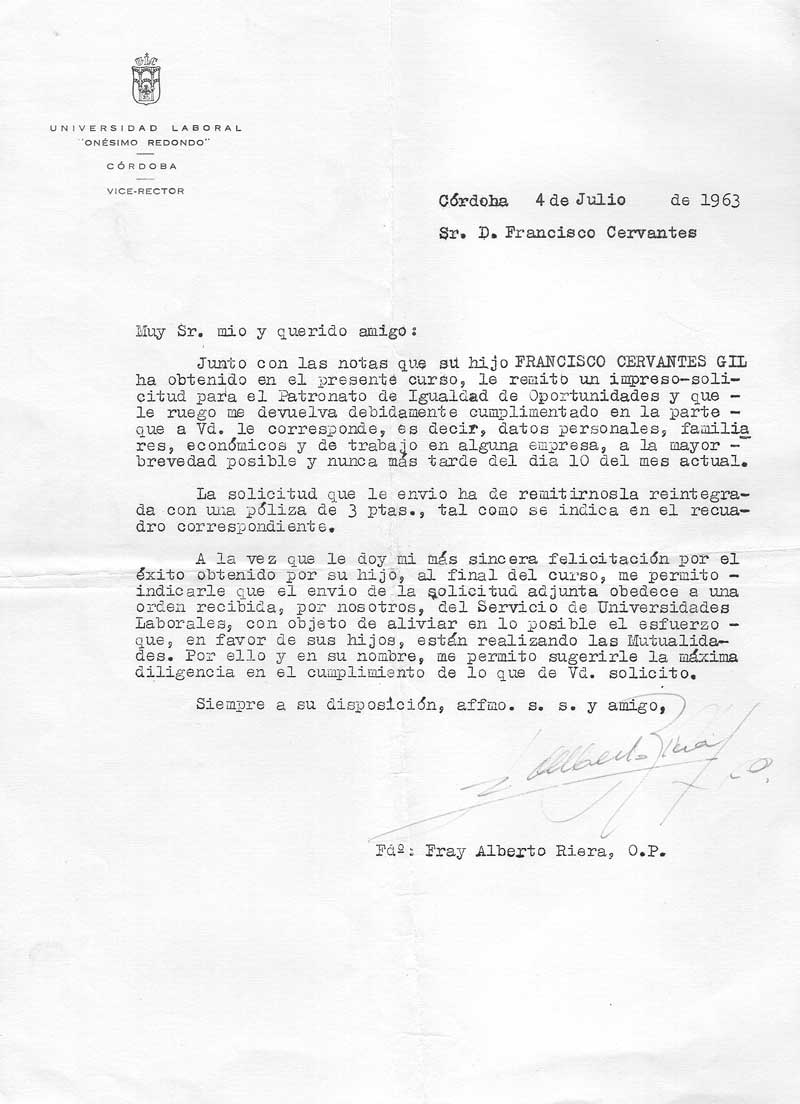 UNIVERSIDAD LABORAL
"ONÉSIMO REDONDO"
CÓRDOBA
VICE-RECTOR
Córdoba 4 de Julio de 1963
Sr. D. Francisco Cervantes
Muy Sr. mio y querido amigo:
Junto con las notas que su hijo FRANCISCO CERVANTES GIL
ha obtenido en el presente curso, le remito un impreso-soli-
citud para el Patronato de Igualdad de Oportunidades y que -
le ruego me devuelva debidamente cumplimentado en la parte -
que a Vd. le corresponde, es decir, datos personales, familia
res, económicos y de trabajo en alguna empresa, a la mayor -
brevedad posible y nunca más tarde del dia 10 del mes actual.
La solicitud que le envio ha de remitirnosla reintegra-
da con una póliza de 3 ptas., tal como se indica en el recua-
dro correspondiente.
A la vez que le doy mi más sincera felicitación por el
éxito obtenido por su hijo, al final del curso, me permito -
indicarle que el envio de la solicitud adjunta obedece a una
orden recibida, por nosotros, del Servicio de Universidades
Laborales, con objeto de aliviar en lo posible el esfuerzo -
que, en favor de sus hijos, están realizando las Mutualida-
des. Por ello y en su nombre, me permito sugerirle la máxima
diligencia en el cumplimiento de lo que de Vd. solicito.
Siempre a su disposición, affmo. s. s. y amigo,
Alberto Riera
Fdº: Fray Alberto Riera, O.P.